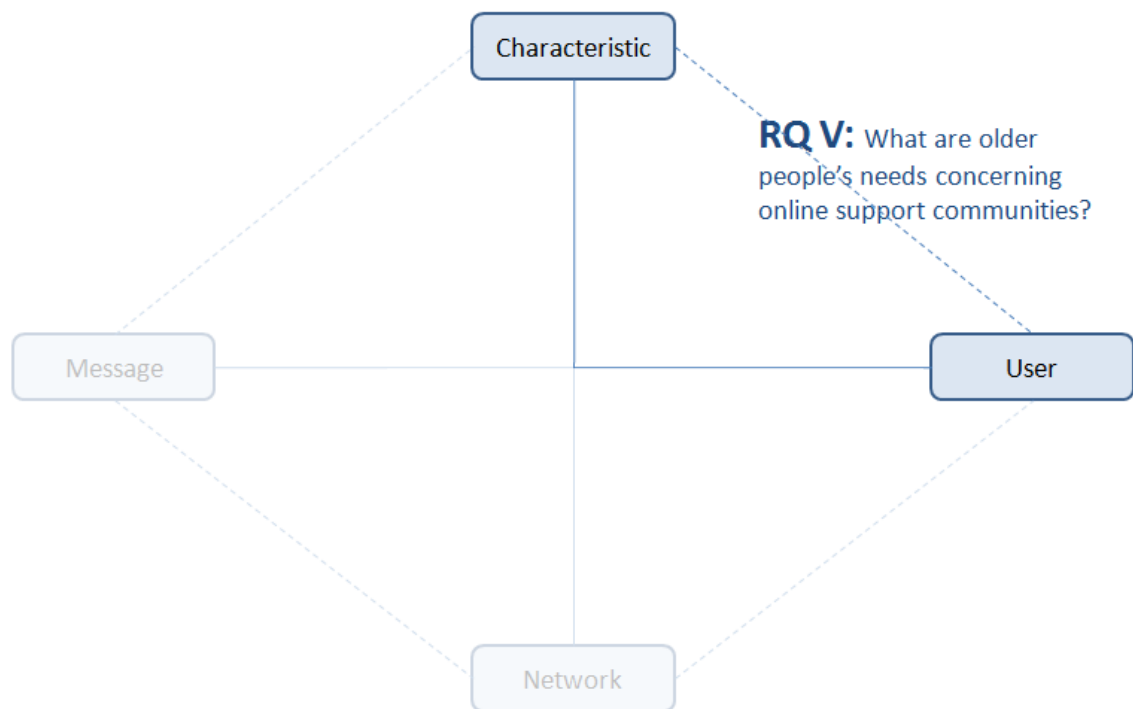 Characteristic
RQ V: What are older
people's needs concerning
online support communities?
Message
User
Network